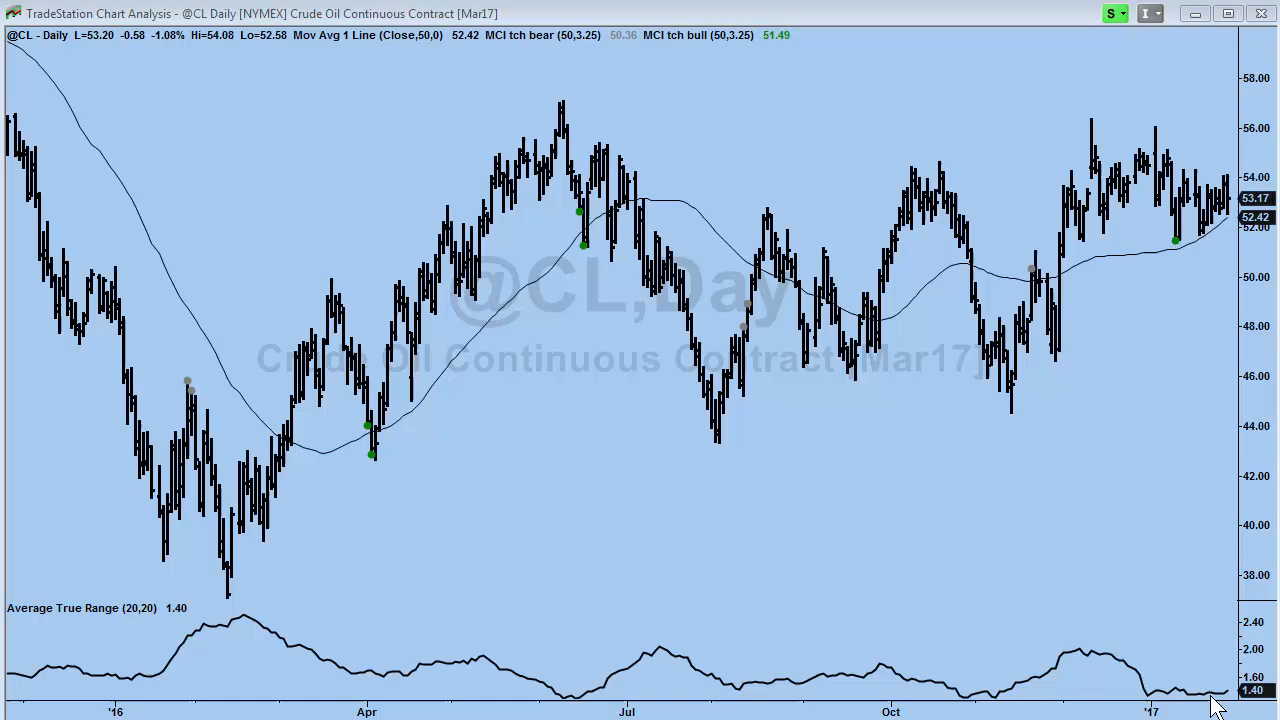 TradeStation Chart Analysis - @CL Daily [NYMEX] Crude Oil Continuous Contract [Mar17]
S
I
@CL - Daily L=53.20 -0.58 -1.08% Hi=54.08 Lo=52.58 Mov Avg 1 Line (Close,50,0) 52.42 MCI tch bear (50,3.25) 50.36 MCI tch bull (50,3.25) 51.49
58.00
56.00
54.00
53.17
52.42
52.00
@CL,Day
50.00
48.00
Crude Oil Continuous Contract [Mar17]
46.00
44.00
42.00
40.00
38.00
Average True Range (20,20) 1.40
2.40
2.00
1.60
1.40
'16 Apr Jul Oct '17